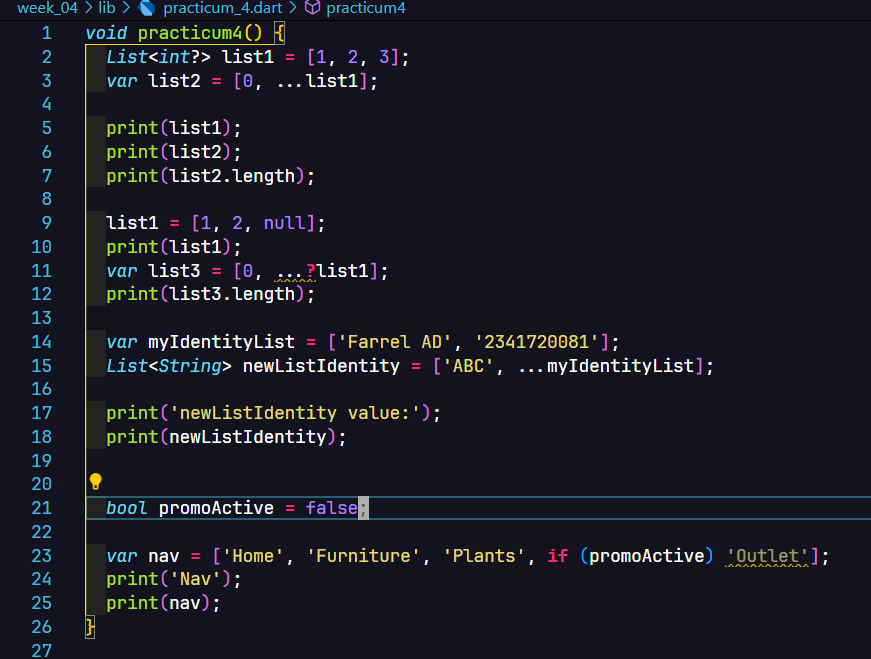 week_04 > lib > practicum_4.dart > practicum4
1 void practicum4() {
2 List<int?> list1 = [1, 2, 3];
3 var list2 = [0, ...list1];
4
5 print(list1);
6 print(list2);
7 print(list2.length);
8
9 list1 = [1, 2, null];
10 print(list1);
11 var list3 = [0, ...?list1];
12 print(list3.length);
13
14 var myIdentityList = ['Farrel AD', '2341720081'];
15 List<String> newListIdentity = ['ABC', ...myIdentityList];
16
17 print('newListIdentity value:');
18 print(newListIdentity);
19
20
21 bool promoActive = false;
22
23 var nav = ['Home', 'Furniture', 'Plants', if (promoActive) 'Outlet'];
24 print('Nav');
25 print(nav);
26 }
27